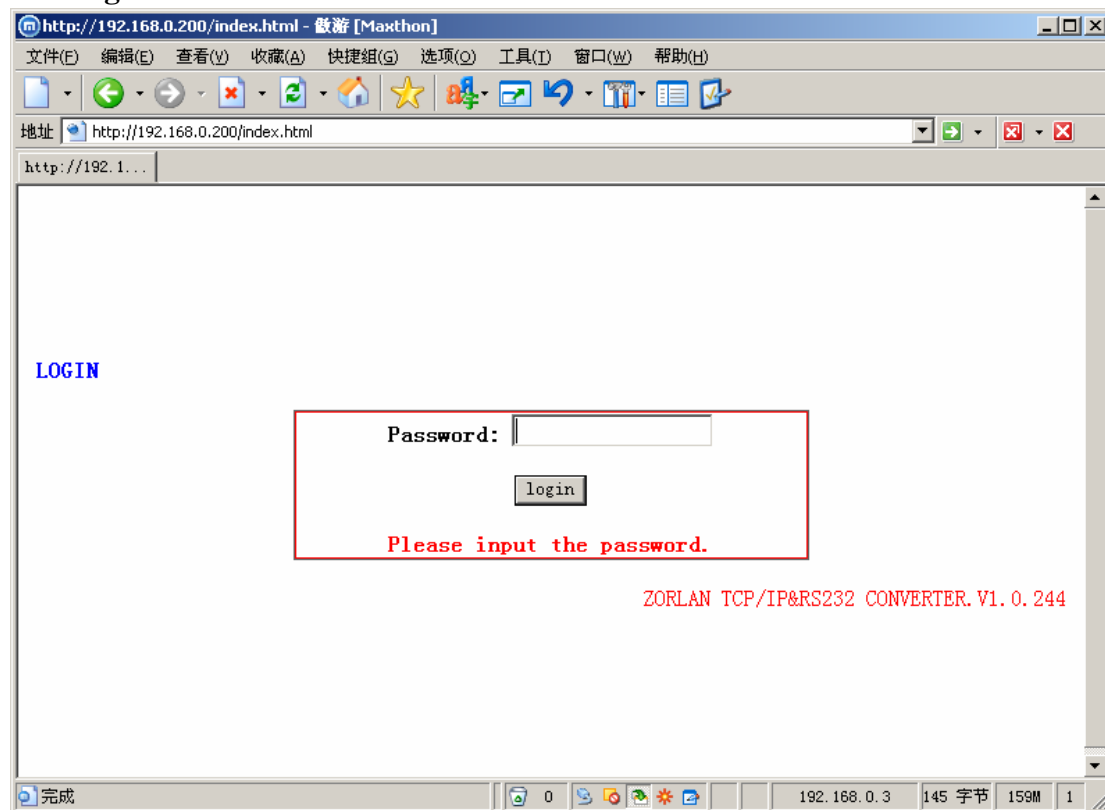 http://192.168.0.200/index.html - 傲游 [Maxthon]
文件(F) 编辑(E) 查看(V) 收藏(A) 快捷组(G) 选项(O) 工具(T) 窗口(W) 帮助(H)
地址 http://192.168.0.200/index.html
http://192.1...
LOGIN
Password:
login
Please input the password.
ZORLAN TCP/IP&RS232 CONVERTER.V1.0.244
完成 0 192.168.0.3 145 字节 159M 1